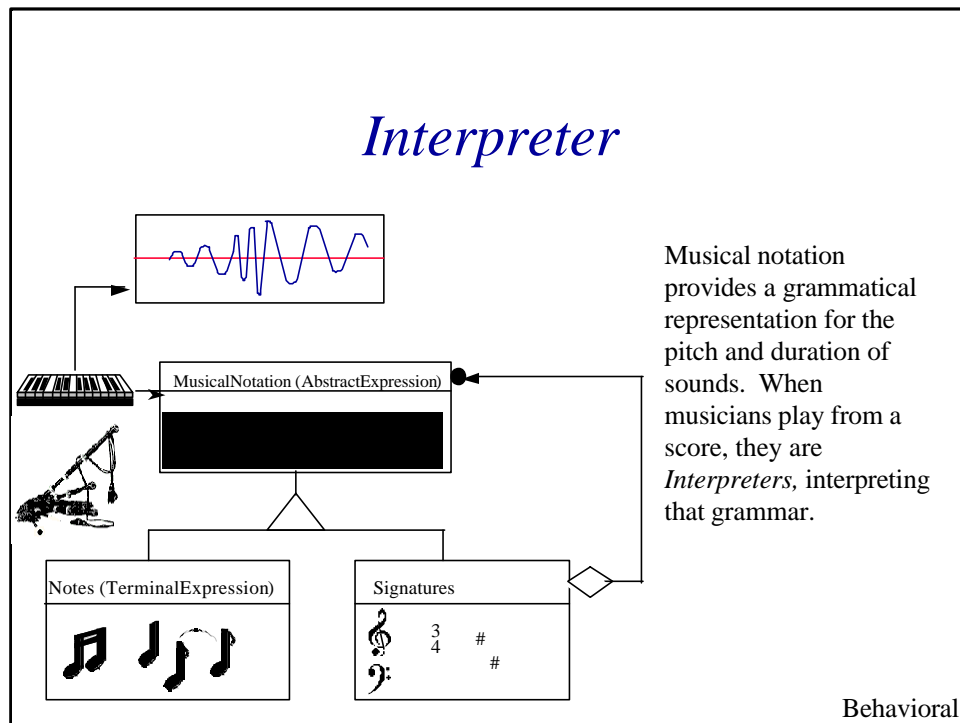 Interpreter
MusicalNotation (AbstractExpression)
Musical notation
provides a grammatical
representation for the
pitch and duration of
sounds.  When
musicians play from a
score, they are
Interpreters, interpreting
that grammar.
Notes (TerminalExpression)
Signatures
3
4
#
#
Behavioral